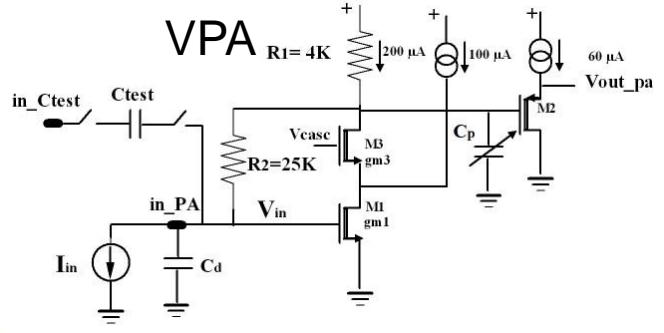 VPA
+
+
+
R1= 4K
200 µA
100 µA
60 µA
Vout_pa
in_Ctest
Ctest
M2
Vcasc
M3
gm3
Cp
R2=25K
in_PA
Vin
M1
gm1
Iin
Cd